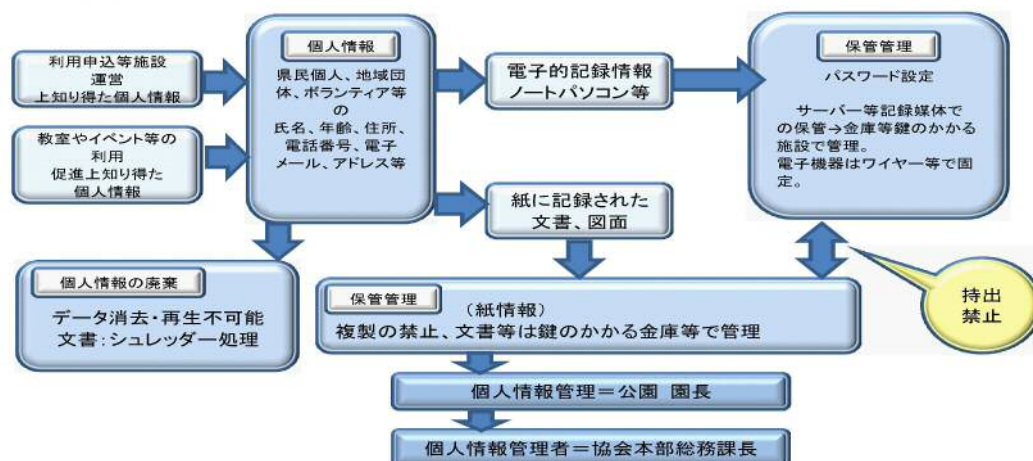 利用申込等施設
運営
上知り得た個人情報
教室やイベント等の
利用
促進上知り得た
個人情報
個人情報
県民個人、地域団
体、ボランティア等
の
氏名、年齢、住所、
電話番号、電子
メール、アドレス等
電子的記録情報
ノートパソコン等
紙に記録された
文書、図面
保管管理
パスワード設定
サーバー等記録媒体で
の保管→金庫等鍵のかかる
施設で管理。
電子機器はワイヤー等で固
定。
個人情報の廃棄
データ消去・再生不可能
文書:シュレッダー処理
保管管理
(紙情報)
複製の禁止、文書等は鍵のかかる金庫等で管理
持出
禁止
個人情報管理=公園 園長
個人情報管理者=協会本部総務課長